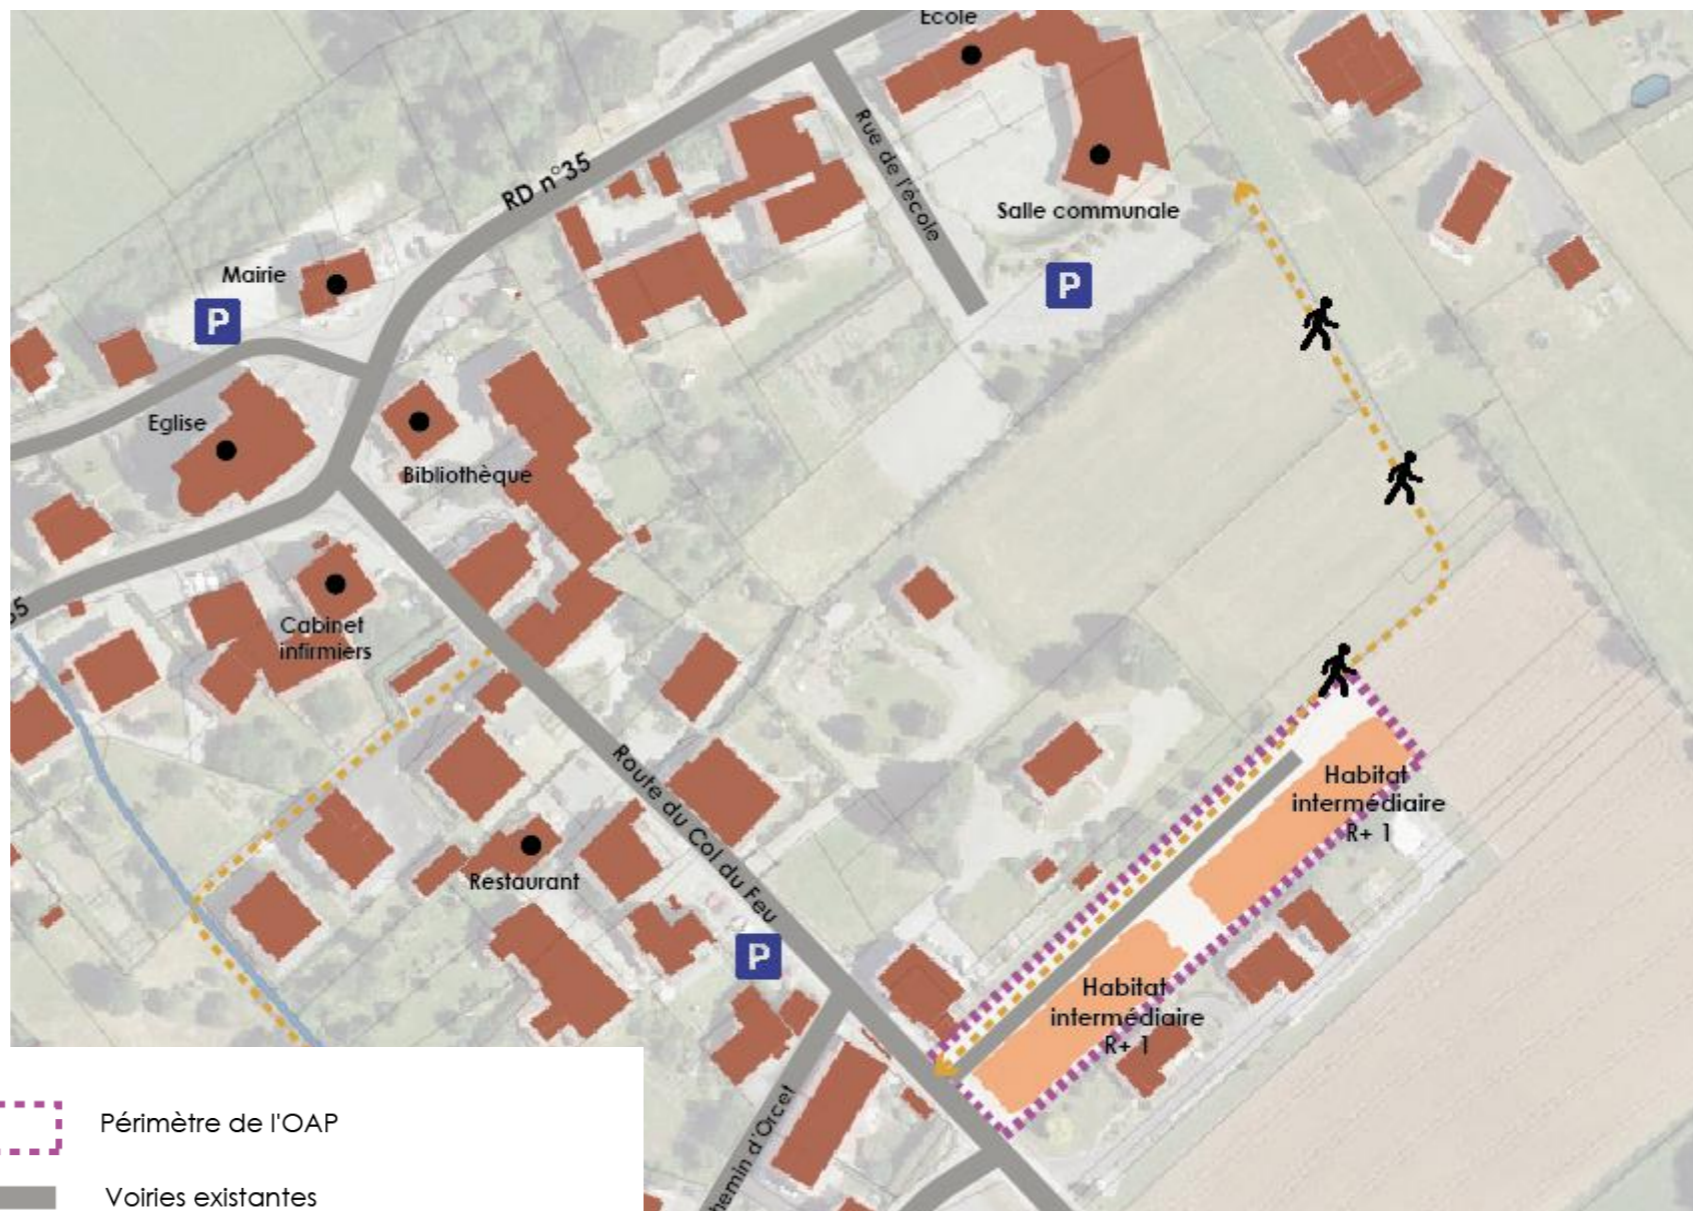 Ecole
Rue de l'école
RD n°35
Salle communale
P
Mairie
P
Eglise
Bibliothèque
35
Cabinet
infirmiers
Route du Col du Feu
Restaurant
P
Habitat
intermédiaire
R+ 1
Habitat
intermédiaire
R+ 1
hemin d'Orcet
Périmètre de l'OAP
Voiries existantes